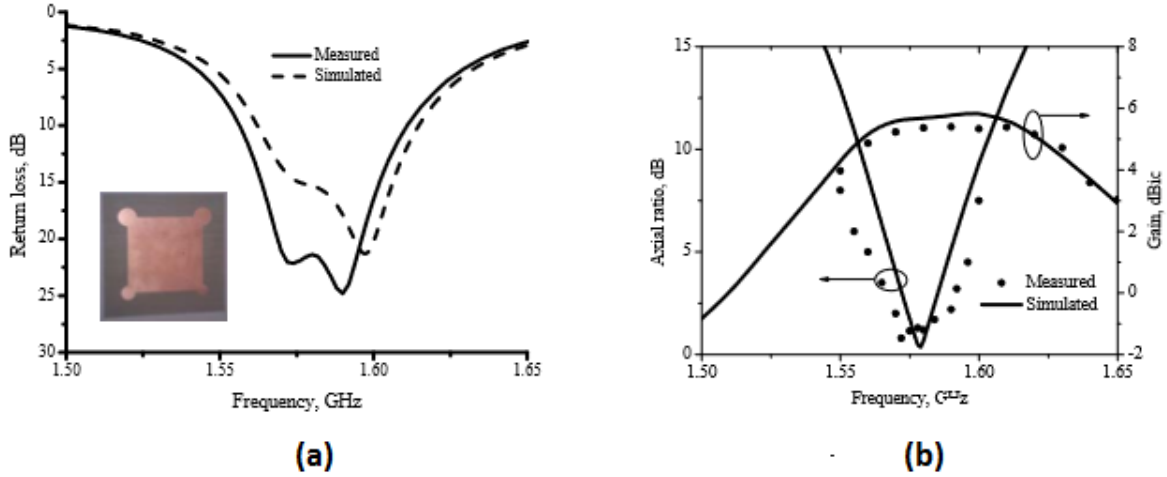 0
5
10
15
20
25
30
1.50
1.55
1.60
1.65
Return loss, dB
Frequency, GHz
Measured
Simulated
(a)
15
10
5
0
8
6
4
2
0
-2
1.50
1.55
1.60
1.65
Axial ratio, dB
Gain, dBic
Frequency,
Measured
Simulated
(b)